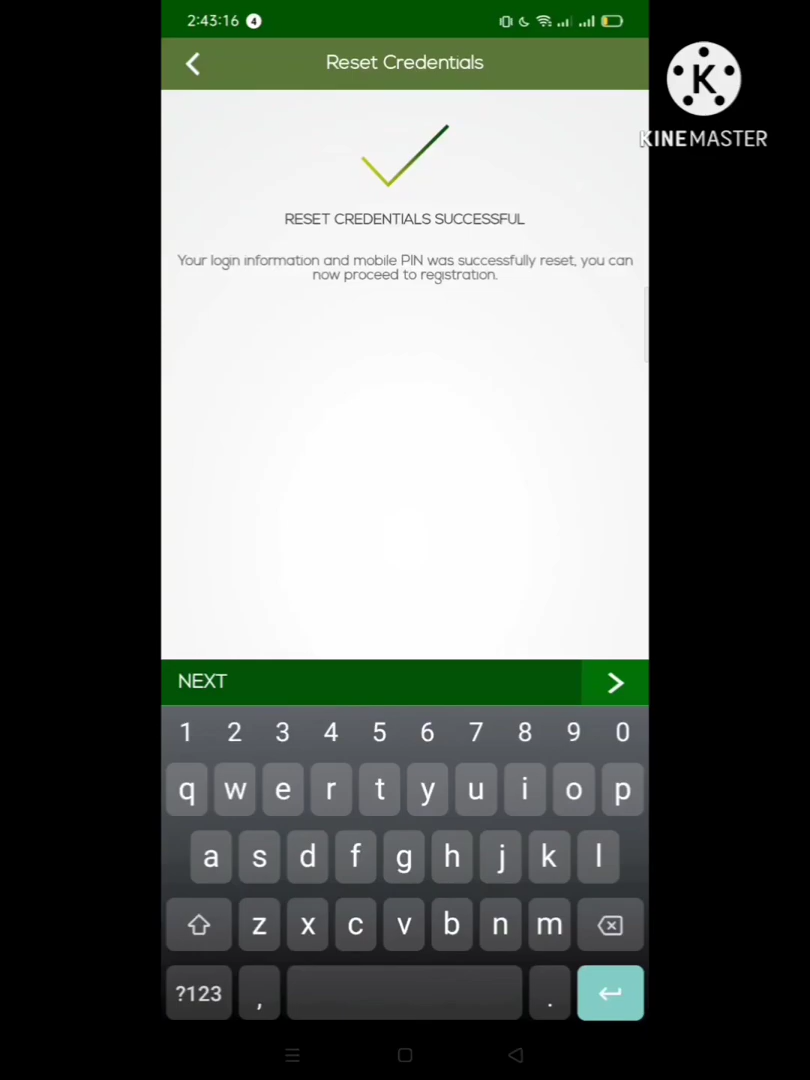 2:43:16 4
Reset Credentials
K
KINEMASTER
RESET CREDENTIALS SUCCESSFUL
Your login information and mobile PIN was successfully reset, you can
now proceed to registration.
NEXT
1 2 3 4 5 6 7 8 9 0
q w e r t y u i o p
a s d f g h j k l
z x c v b n m
?123 , .